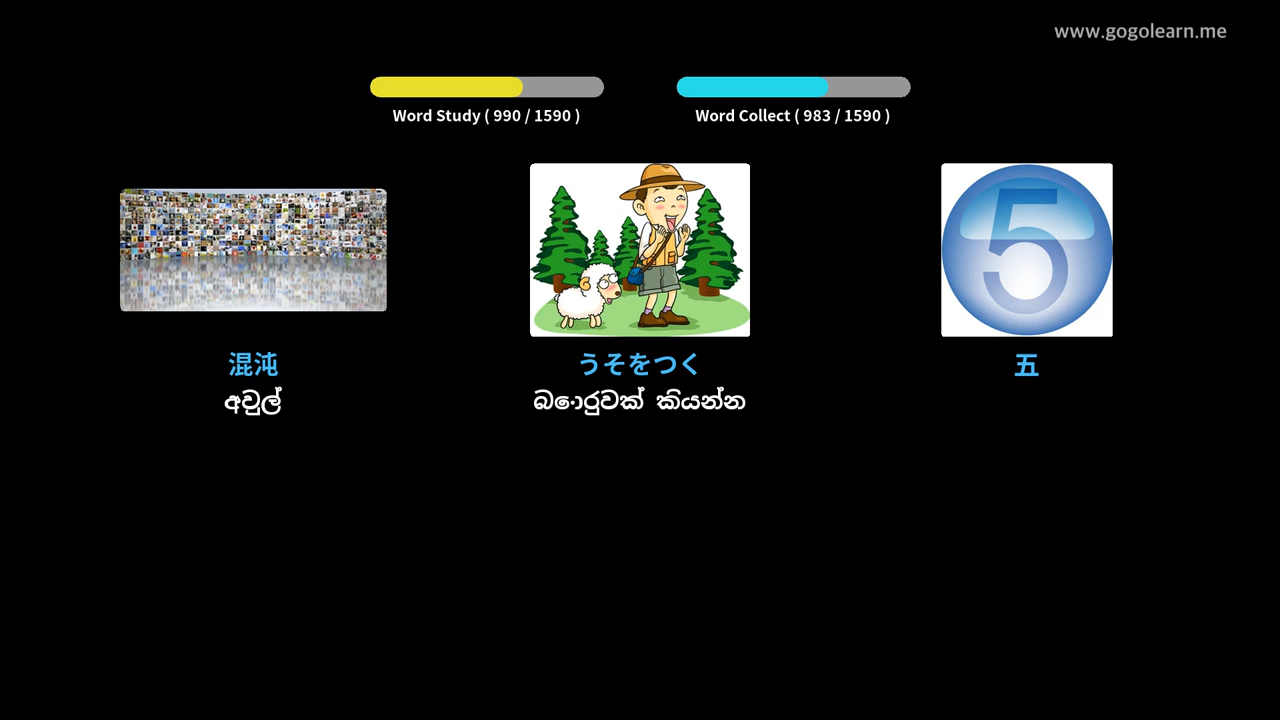 www.gogolearn.me
Word Study ( 990 / 1590 )
Word Collect ( 983 / 1590 )
5
混沌
අවුල්
うそをつく
බොරුවක් කියන්න
五